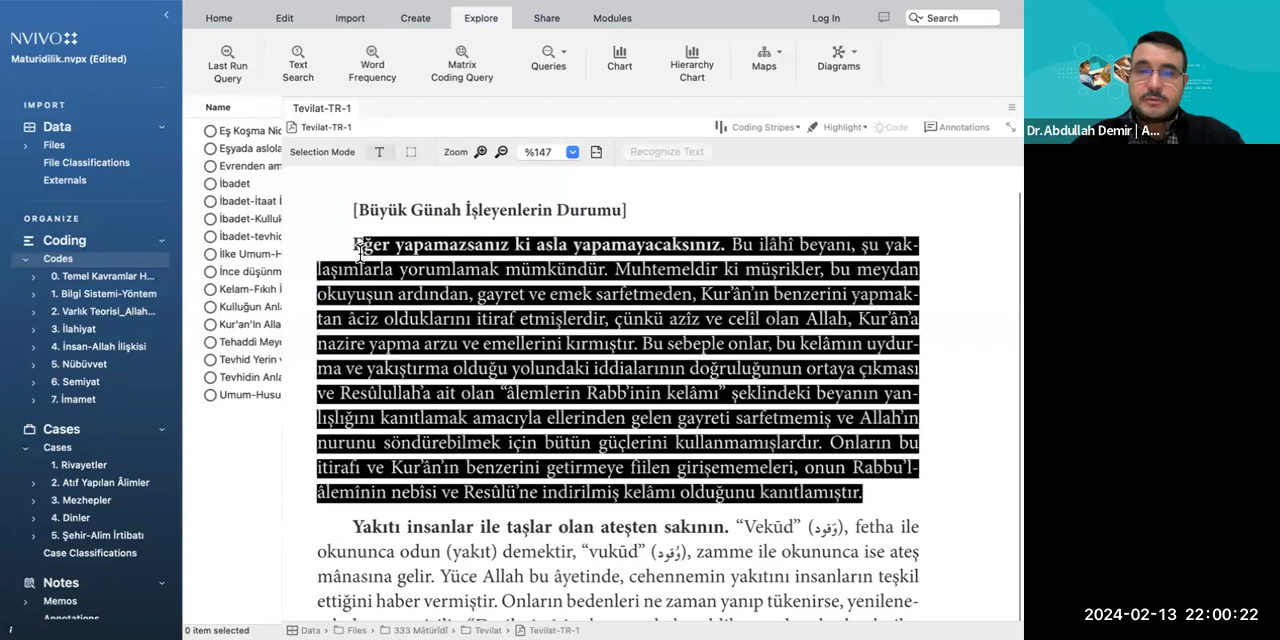 Home Edit Import Create Explore Share Modules Log In Search
NVIVO
Maturidilik.nvpx (Edited)
IMPORT
Data
Files
File Classifications
Externals
ORGANIZE
Coding
Codes
0. Temel Kavramlar H...
1. Bilgi Sistemi-Yöntem
2. Varlık Teorisi_Allah...
3. İlahiyat
4. İnsan-Allah İlişkisi
5. Nübüvvet
6. Semiyat
7. İmamet
Cases
Cases
1. Rivayetler
2. Atıf Yapılan Âlimler
3. Mezhepler
4. Dinler
5. Şehir-Alim İrtibatı
Case Classifications
Notes
Memos
Annotations
Last Run Query
Text Search
Word Frequency
Matrix Coding Query
Queries
Chart
Hierarchy Chart
Maps
Diagrams
Name
Eş Koşma Nic
Eşyada aslola
Evrenden am
İbadet
İbadet-İtaat İ
İbadet-Kulluk
İbadet-tevhic
İlke Umum-H
İnce düşünm
Kelam-Fıkıh İ
Kulluğun Anla
Kur'an'In Alla
Tehaddi Meyd
Tevhid Yerin v
Tevhidin Anla
Umum-Husu
Tevilat-TR-1
Tevilat-TR-1
Coding Stripes Highlight Code Annotations
Selection Mode T Zoom %147 Recognize Text
[Büyük Günah İşleyenlerin Durumu]
Eğer yapamazsanız ki asla yapamayacaksınız. Bu ilâhî beyanı, şu yak-
laşımlarla yorumlamak mümkündür. Muhtemeldir ki müşrikler, bu meydan
okuyuşun ardından, gayret ve emek sarfetmeden, Kur'ân'ın benzerini yapmak-
tan âciz olduklarını itiraf etmişlerdir, çünkü azîz ve celîl olan Allah, Kur'ân'a
nazire yapma arzu ve emellerini kırmıştır. Bu sebeple onlar, bu kelâmın uydur-
ma ve yakıştırma olduğu yolundaki iddialarının doğruluğunun ortaya çıkması
ve Resûlullah'a ait olan “âlemlerin Rabb'inin kelâmı” şeklindeki beyanın yan-
lışlığını kanıtlamak amacıyla ellerinden gelen gayreti sarfetmemiş ve Allah'ın
nurunu söndürebilmek için bütün güçlerini kullanmamışlardır. Onların bu
itirafı ve Kur'ân'ın benzerini getirmeye fiilen girişememeleri, onun Rabbu'l-
âlemînin nebîsi ve Resûlü'ne indirilmiş kelâmı olduğunu kanıtlamıştır.
Yakıtı insanlar ile taşlar olan ateşten sakının. “Vekūd” (وَقود), fetha ile
okununca odun (yakıt) demektir, “vukūd” (وُقود), zamme ile okununca ise ateş
mânasına gelir. Yüce Allah bu âyetinde, cehennemin yakıtını insanların teşkil
ettiğini haber vermiştir. Onların bedenleri ne zaman yanıp tükenirse, yenilene-
0 item selected
Data Files 333 Mâtürîdî Tevilat Tevilat-TR-1
Dr.Abdullah Demir | A...
2024-02-13 22:00:22